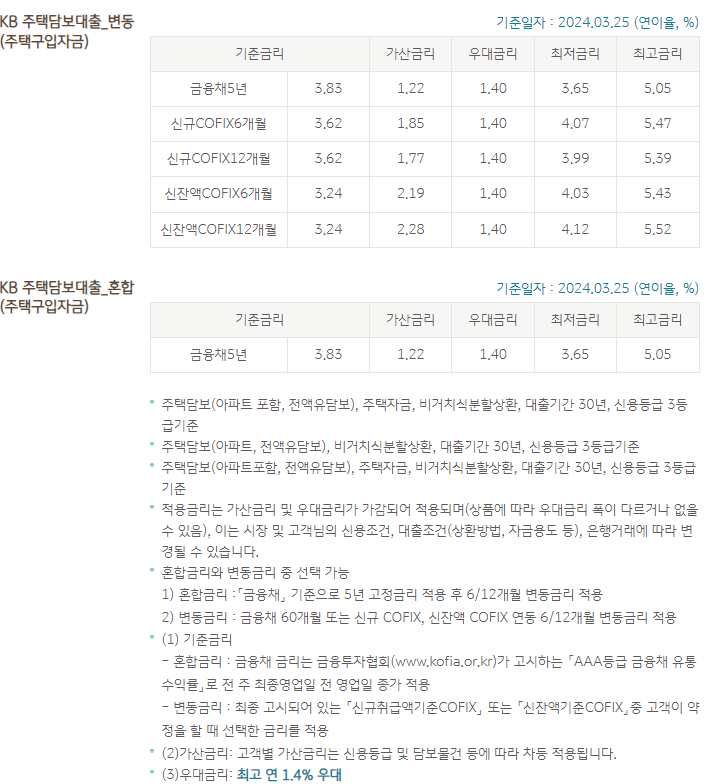 KB 주택담보대출_변동
(주택구입자금)
기준일자 : 2024.03.25 (연이율, %)
기준금리 가산금리 우대금리 최저금리 최고금리
금융채5년 3.83 1.22 1.40 3.65 5.05
신규COFIX6개월 3.62 1.85 1.40 4.07 5.47
신규COFIX12개월 3.62 1.77 1.40 3.99 5.39
신잔액COFIX6개월 3.24 2.19 1.40 4.03 5.43
신잔액COFIX12개월 3.24 2.28 1.40 4.12 5.52
KB 주택담보대출_혼합
(주택구입자금)
기준일자 : 2024.03.25 (연이율, %)
기준금리 가산금리 우대금리 최저금리 최고금리
금융채5년 3.83 1.22 1.40 3.65 5.05
* 주택담보(아파트 포함, 전액유담보), 주택자금, 비거치식분할상환, 대출기간 30년, 신용등급 3등
급기준
* 주택담보(아파트, 전액유담보), 비거치식분할상환, 대출기간 30년, 신용등급 3등급기준
* 주택담보(아파트포함, 전액유담보), 주택자금, 비거치식분할상환, 대출기간 30년, 신용등급 3등급
기준
* 적용금리는 가산금리 및 우대금리가 가감되어 적용되며(상품에 따라 우대금리 폭이 다르거나 없을
수 있음), 이는 시장 및 고객님의 신용조건, 대출조건(상환방법, 자금용도 등), 은행거래에 따라 변
경될 수 있습니다.
* 혼합금리와 변동금리 중 선택 가능
1) 혼합금리 :「금융채」 기준으로 5년 고정금리 적용 후 6/12개월 변동금리 적용
2) 변동금리 : 금융채 60개월 또는 신규 COFIX, 신잔액 COFIX 연동 6/12개월 변동금리 적용
* (1) 기준금리
- 혼합금리 : 금융채 금리는 금융투자협회(www.kofia.or.kr)가 고시하는 「AAA등급 금융채 유통
수익률」로 전 주 최종영업일 전 영업일 종가 적용
- 변동금리 : 최종 고시되어 있는 「신규취급액기준COFIX」 또는 「신잔액기준COFIX」중 고객이 약
정을 할 때 선택한 금리를 적용
* (2)가산금리: 고객별 가산금리는 신용등급 및 담보물건 등에 따라 차등 적용됩니다.
* (3)우대금리: 최고 연 1.4% 우대